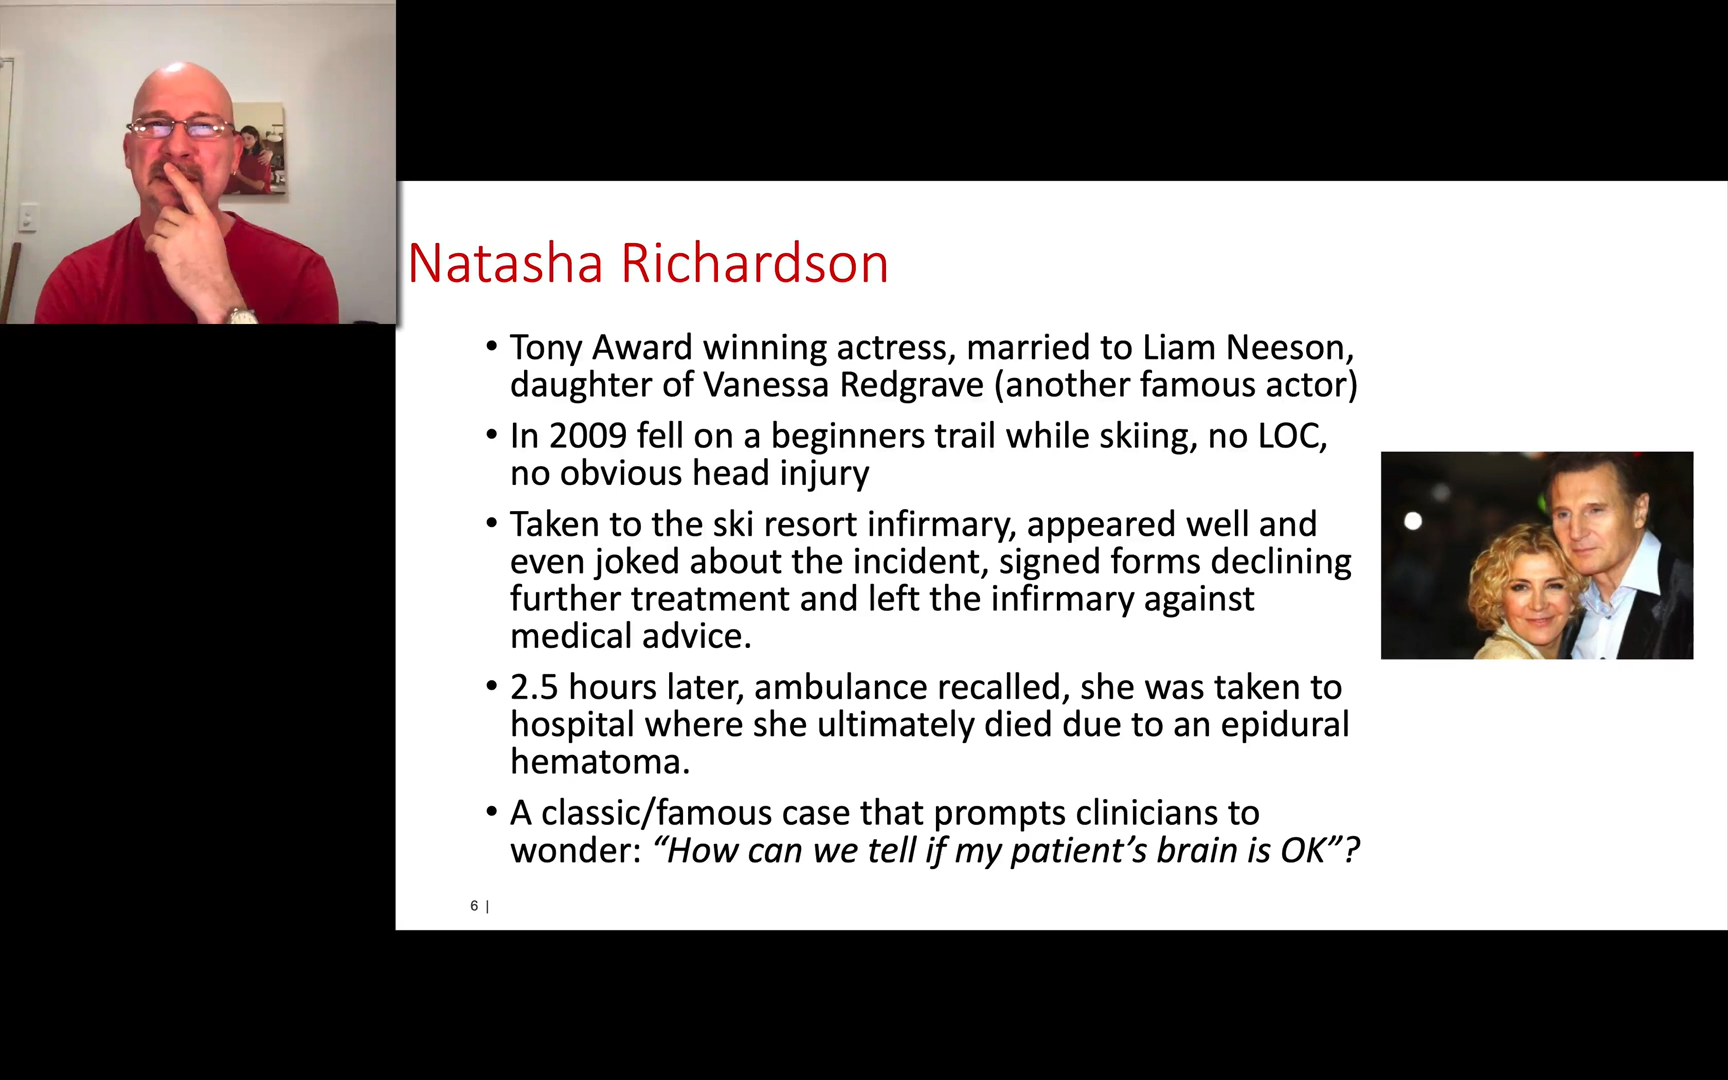 Natasha Richardson
• Tony Award winning actress, married to Liam Neeson,
daughter of Vanessa Redgrave (another famous actor)
• In 2009 fell on a beginners trail while skiing, no LOC,
no obvious head injury
• Taken to the ski resort infirmary, appeared well and
even joked about the incident, signed forms declining
further treatment and left the infirmary against
medical advice.
• 2.5 hours later, ambulance recalled, she was taken to
hospital where she ultimately died due to an epidural
hematoma.
• A classic/famous case that prompts clinicians to
wonder: “How can we tell if my patient’s brain is OK”?
6 |